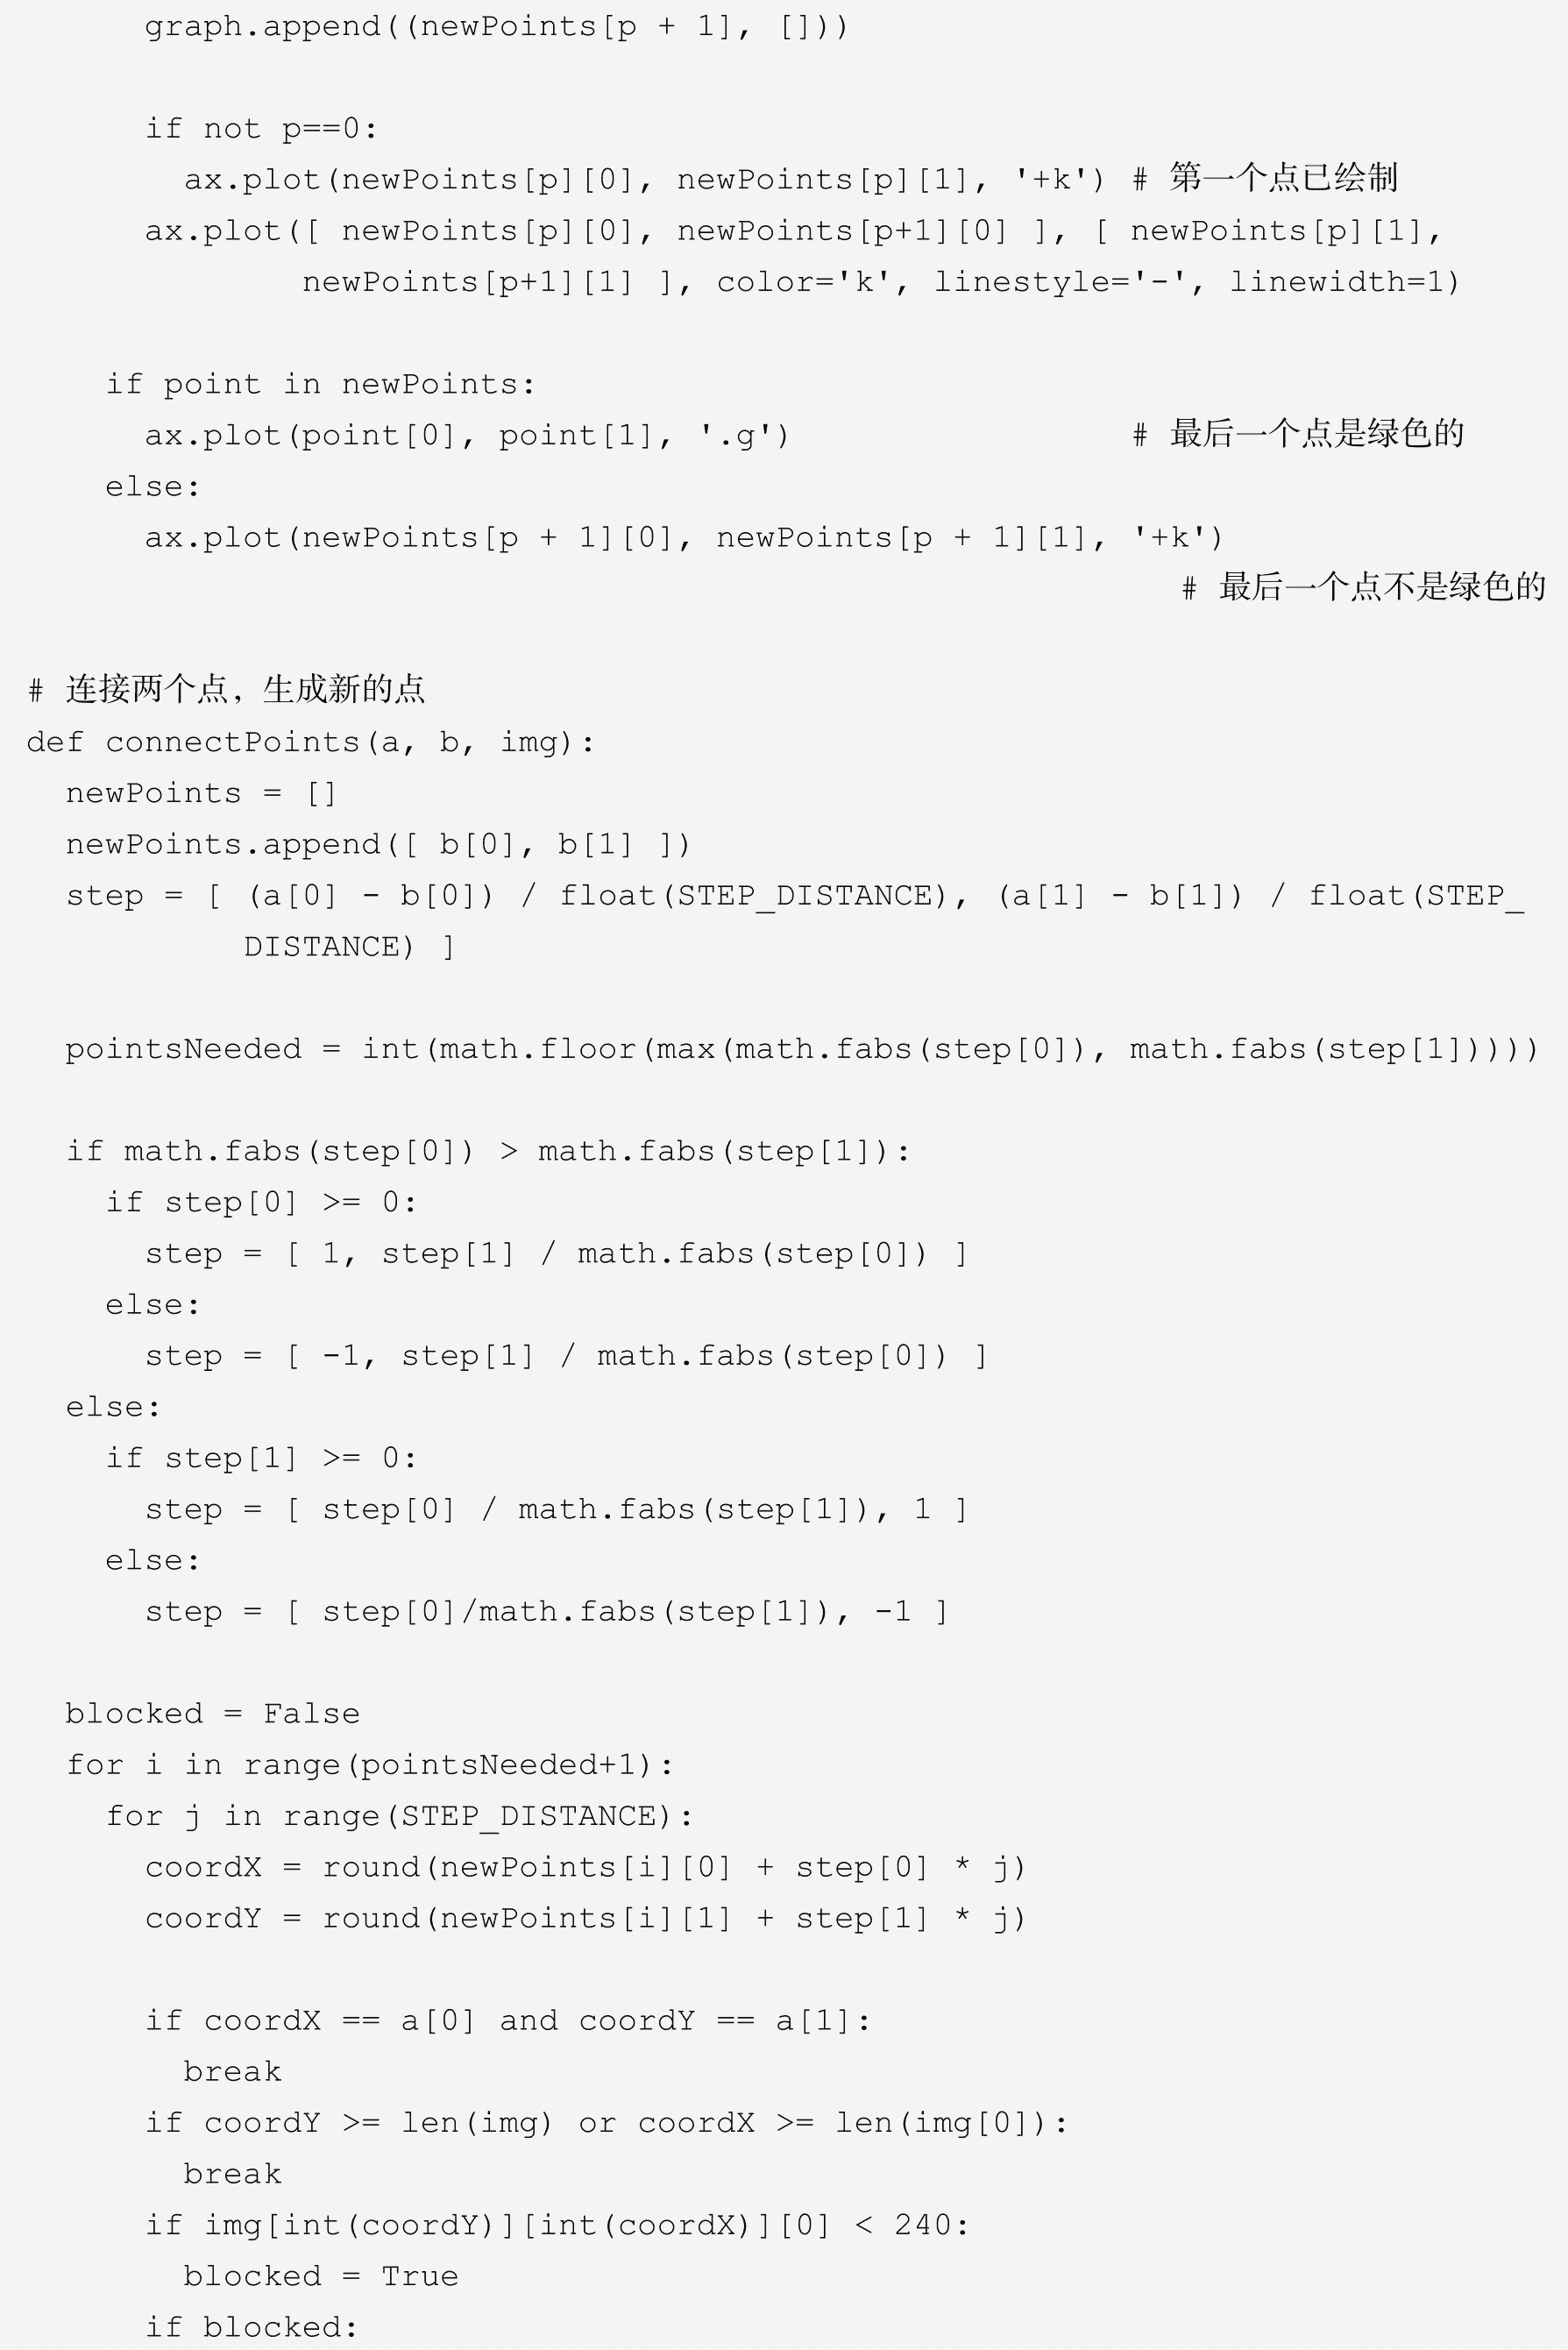 graph.append((newPoints[p + 1], []))
if not p==0:
ax.plot(newPoints[p][0], newPoints[p][1], '+k') # 第一个点已绘制
ax.plot([ newPoints[p][0], newPoints[p+1][0] ], [ newPoints[p][1],
newPoints[p+1][1] ], color='k', linestyle='-', linewidth=1)
if point in newPoints:
ax.plot(point[0], point[1], '.g') # 最后一个点是绿色的
else:
ax.plot(newPoints[p + 1][0], newPoints[p + 1][1], '+k')
# 最后一个点不是绿色的
# 连接两个点，生成新的点
def connectPoints(a, b, img):
newPoints = []
newPoints.append([ b[0], b[1] ])
step = [ (a[0] - b[0]) / float(STEP_DISTANCE), (a[1] - b[1]) / float(STEP_
DISTANCE) ]
pointsNeeded = int(math.floor(max(math.fabs(step[0]), math.fabs(step[1]))))
if math.fabs(step[0]) > math.fabs(step[1]):
if step[0] >= 0:
step = [ 1, step[1] / math.fabs(step[0]) ]
else:
step = [ -1, step[1] / math.fabs(step[0]) ]
else:
if step[1] >= 0:
step = [ step[0] / math.fabs(step[1]), 1 ]
else:
step = [ step[0]/math.fabs(step[1]), -1 ]
blocked = False
for i in range(pointsNeeded+1):
for j in range(STEP_DISTANCE):
coordX = round(newPoints[i][0] + step[0] * j)
coordY = round(newPoints[i][1] + step[1] * j)
if coordX == a[0] and coordY == a[1]:
break
if coordY >= len(img) or coordX >= len(img[0]):
break
if img[int(coordY)][int(coordX)][0] < 240:
blocked = True
if blocked: